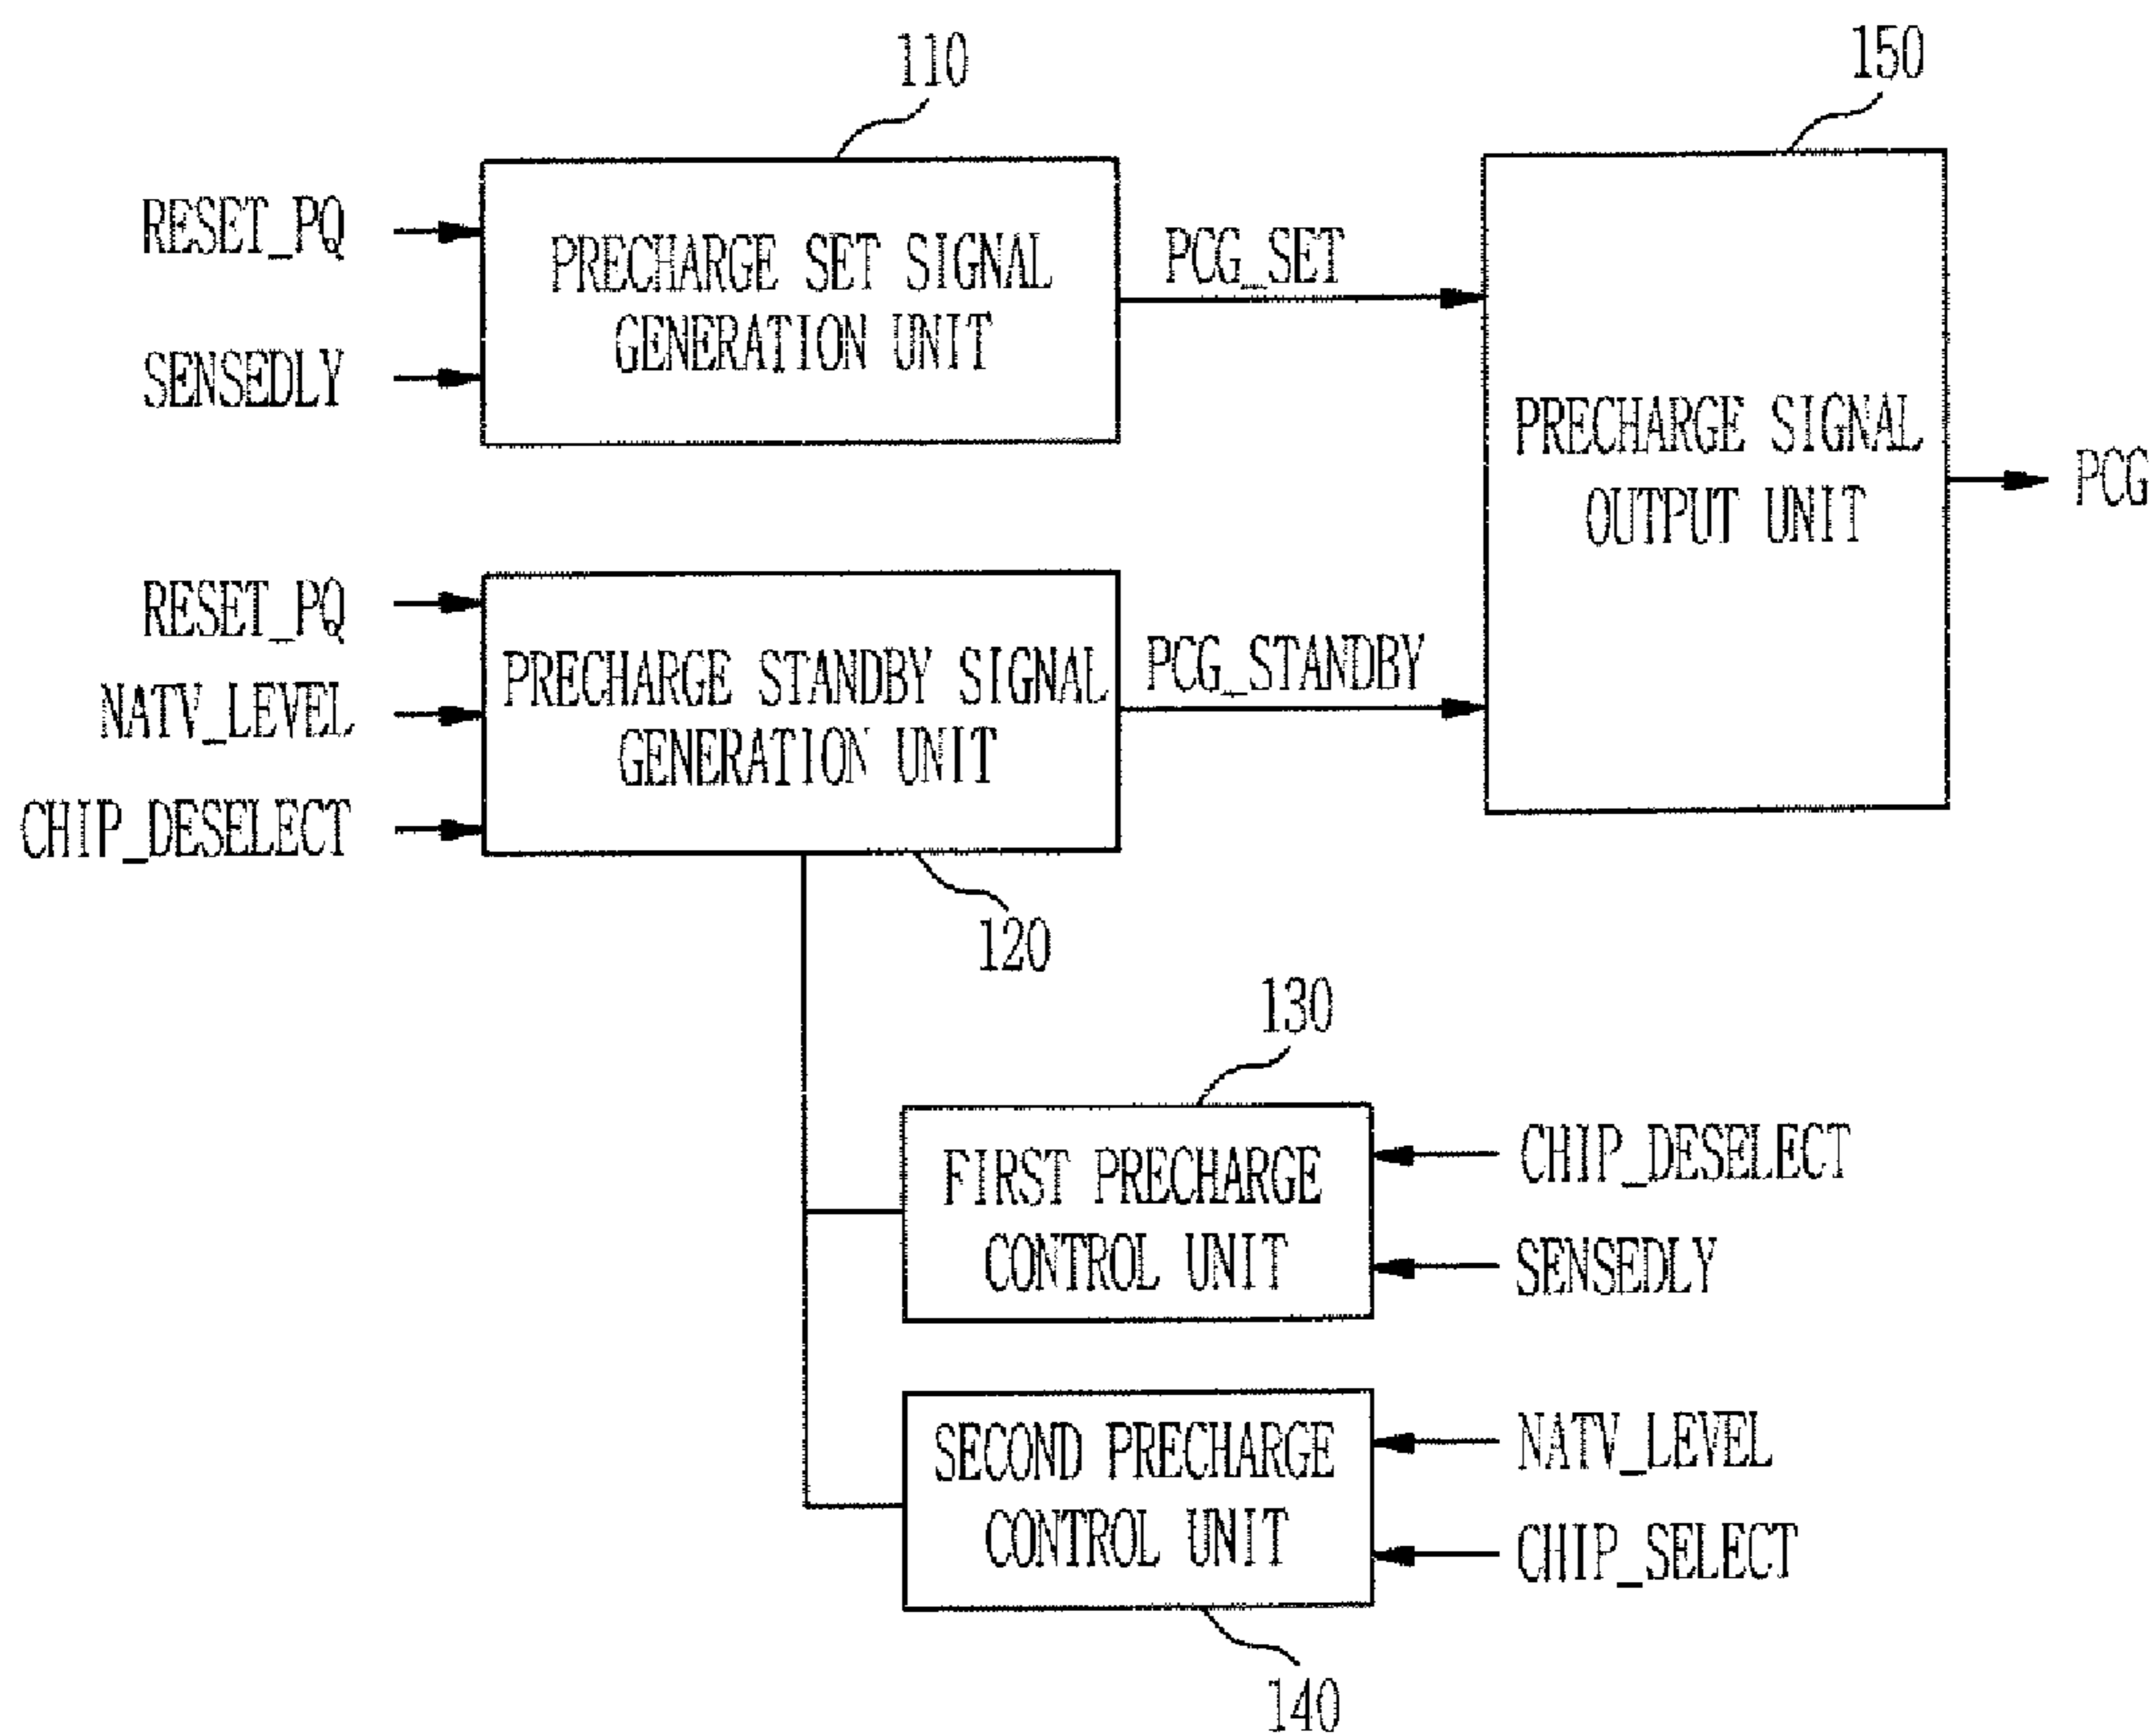 110
150
RESET_PQ
SENSEDLY
PRECHARGE SET SIGNAL
GENERATION UNIT
PCG_SET
PRECHARGE SIGNAL
OUTPUT UNIT
PCG
RESET_PQ
NATV_LEVEL
CHIP_DESELECT
PRECHARGE STANDBY SIGNAL
GENERATION UNIT
PCG_STANDBY
120
130
FIRST PRECHARGE
CONTROL UNIT
CHIP_DESELECT
SENSEDLY
SECOND PRECHARGE
CONTROL UNIT
NATV_LEVEL
CHIP_SELECT
140